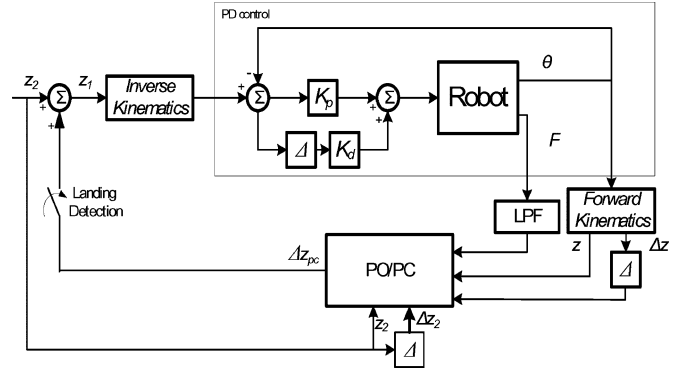 PD control
z2
Σ
z1
Inverse
Kinematics
-
+
Σ
Kp
+
Σ
+
Robot
θ
F
+
+
Δ
Kd
Landing
Detection
LPF
Forward
Kinematics
z
Δz
Δ
Δzpc
PO/PC
z2
Δz2
Δ